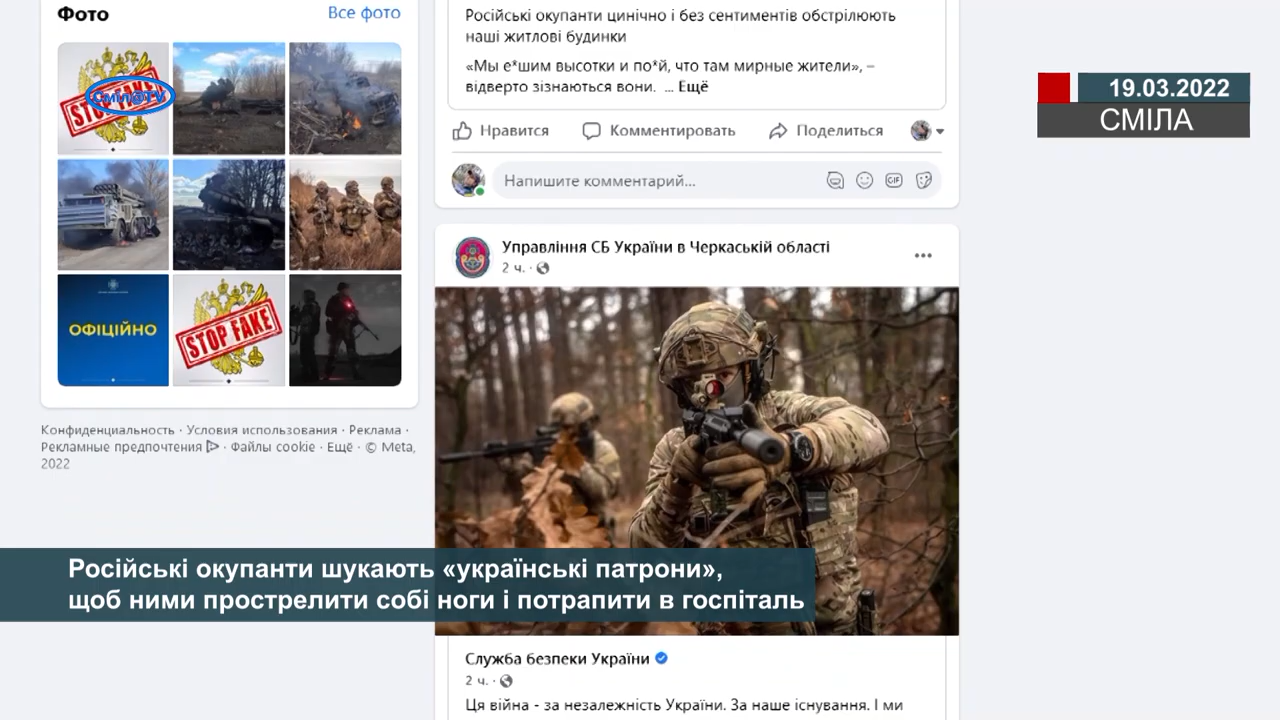 Фото
Все фото
STOP FAKE
Сміла TV
ОФІЦІЙНО
STOP FAKE
Конфиденциальность · Условия использования · Реклама ·
Рекламные предпочтения · Файлы cookie · Ещё · © Meta,
2022
Російські окупанти цинічно і без сентиментів обстрілюють
наші житлові будинки
«Мы е*шим высотки и по*й, что там мирные жители», –
відверто зізнаються вони. ... Ещё
Нравится
Комментировать
Поделиться
Напишите комментарий...
GIF
Управління СБ України в Черкаській області
2 ч. ·
Служба безпеки України
2 ч. ·
Ця війна - за незалежність України. За наше існування. І ми
19.03.2022
СМІЛА
Російські окупанти шукають «українські патрони»,
щоб ними прострелити собі ноги і потрапити в госпіталь